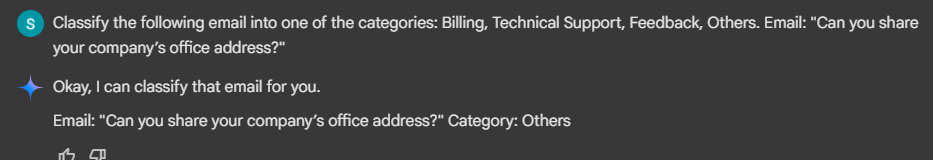 S
Classify the following email into one of the categories: Billing, Technical Support, Feedback, Others. Email: "Can you share
your company’s office address?"
Okay, I can classify that email for you.
Email: "Can you share your company’s office address?" Category: Others